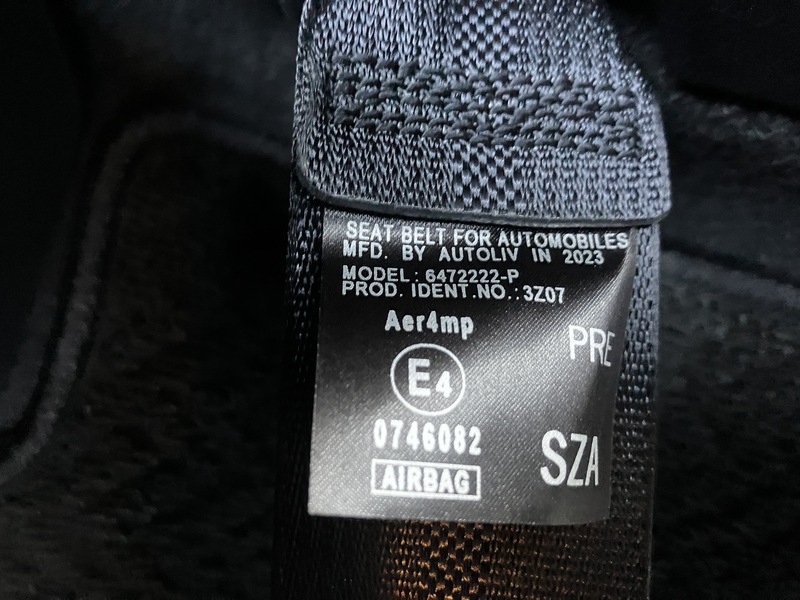 SEAT BELT FOR AUTOMOBILES
MFD. BY AUTOLIV IN 2023
MODEL : 6472222-P
PROD. IDENT.NO. : 3Z07
Aer4mp
PRE
E4
0746082
SZA
AIRBAG